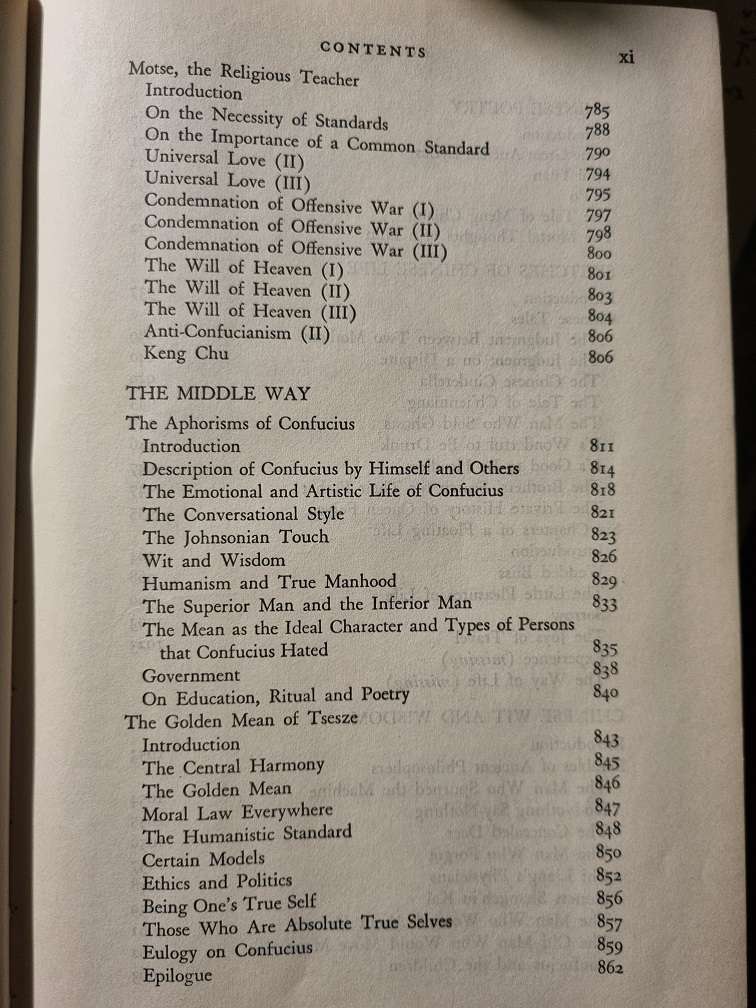 CONTENTS xi
Motse, the Religious Teacher
Introduction 785
On the Necessity of Standards 788
On the Importance of a Common Standard 790
Universal Love (II) 794
Universal Love (III) 795
Condemnation of Offensive War (I) 797
Condemnation of Offensive War (II) 798
Condemnation of Offensive War (III) 800
The Will of Heaven (I) 801
The Will of Heaven (II) 803
The Will of Heaven (III) 804
Anti-Confucianism (II) 806
Keng Chu 806
THE MIDDLE WAY
The Aphorisms of Confucius
Introduction 811
Description of Confucius by Himself and Others 814
The Emotional and Artistic Life of Confucius 818
The Conversational Style 821
The Johnsonian Touch 823
Wit and Wisdom 826
Humanism and True Manhood 829
The Superior Man and the Inferior Man 833
The Mean as the Ideal Character and Types of Persons
that Confucius Hated 835
Government 838
On Education, Ritual and Poetry 840
The Golden Mean of Tsesze
Introduction 843
The Central Harmony 845
The Golden Mean 846
Moral Law Everywhere 847
The Humanistic Standard 848
Certain Models 850
Ethics and Politics 852
Being One's True Self 856
Those Who Are Absolute True Selves 857
Eulogy on Confucius 859
Epilogue 862